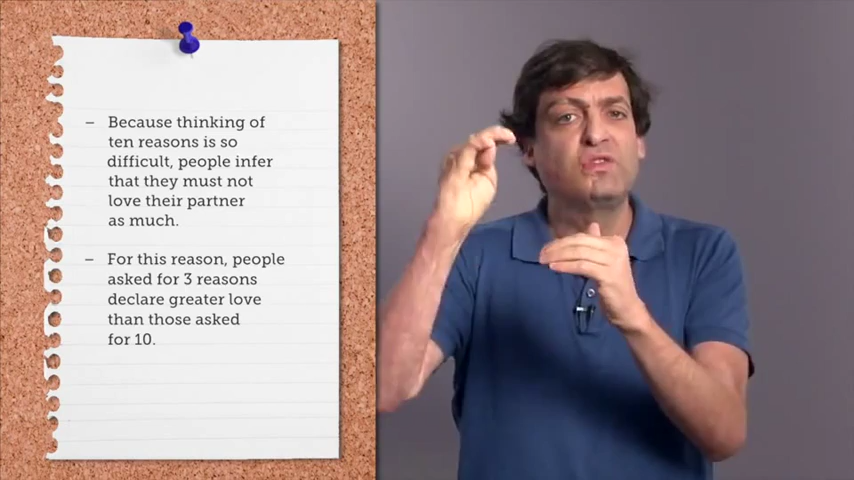 – Because thinking of
ten reasons is so
difficult, people infer
that they must not
love their partner
as much.
– For this reason, people
asked for 3 reasons
declare greater love
than those asked
for 10.